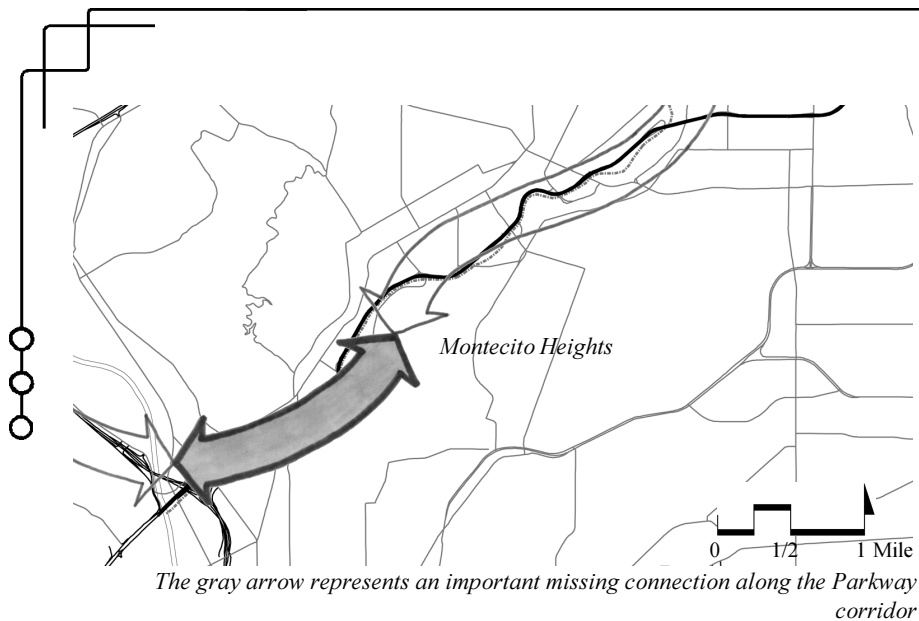 Montecito Heights
0 1/2 1 Mile
The gray arrow represents an important missing connection along the Parkway
corridor